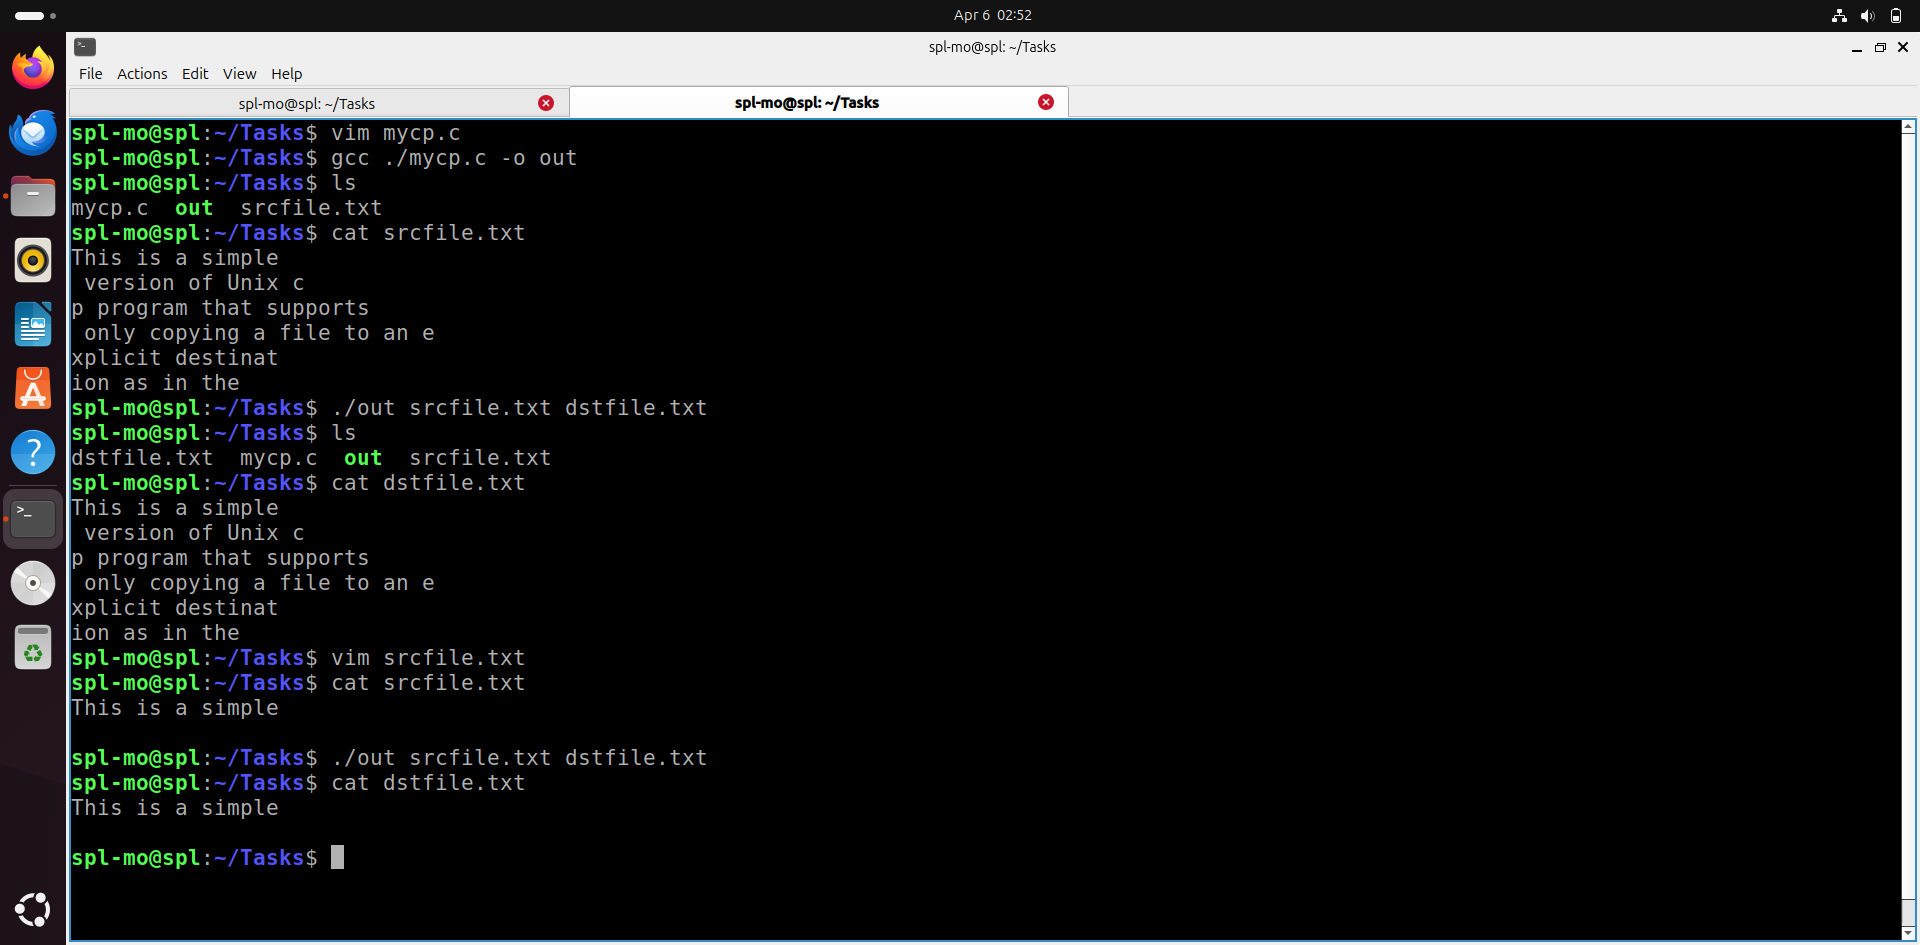 Apr 6 02:52
spl-mo@spl: ~/Tasks
File Actions Edit View Help
spl-mo@spl: ~/Tasks
spl-mo@spl: ~/Tasks
spl-mo@spl:~/Tasks$ vim mycp.c
spl-mo@spl:~/Tasks$ gcc ./mycp.c -o out
spl-mo@spl:~/Tasks$ ls
mycp.c  out  srcfile.txt
spl-mo@spl:~/Tasks$ cat srcfile.txt
This is a simple
 version of Unix c
p program that supports
 only copying a file to an e
xplicit destinat
ion as in the
spl-mo@spl:~/Tasks$ ./out srcfile.txt dstfile.txt
spl-mo@spl:~/Tasks$ ls
dstfile.txt  mycp.c  out  srcfile.txt
spl-mo@spl:~/Tasks$ cat dstfile.txt
This is a simple
 version of Unix c
p program that supports
 only copying a file to an e
xplicit destinat
ion as in the
spl-mo@spl:~/Tasks$ vim srcfile.txt
spl-mo@spl:~/Tasks$ cat srcfile.txt
This is a simple
spl-mo@spl:~/Tasks$ ./out srcfile.txt dstfile.txt
spl-mo@spl:~/Tasks$ cat dstfile.txt
This is a simple
spl-mo@spl:~/Tasks$